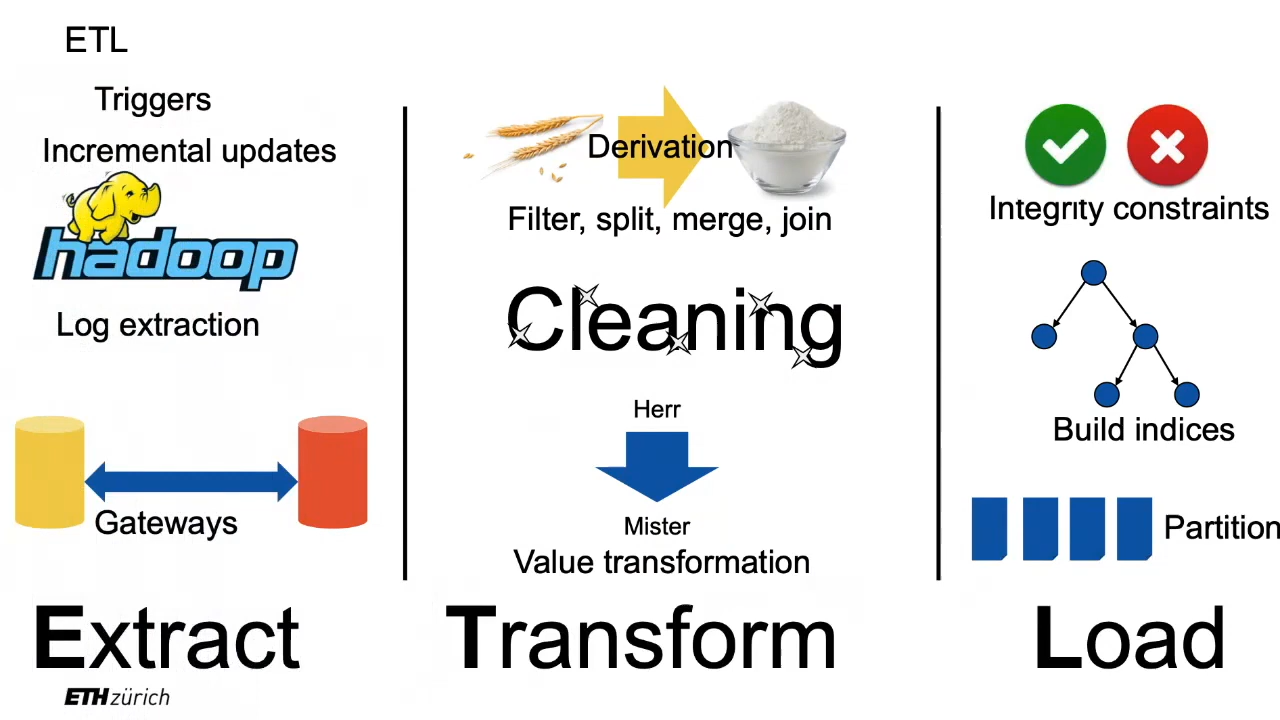 ETL
Triggers
Incremental updates
hadoop
Log extraction
Gateways
Extract
Derivation
Filter, split, merge, join
Cleaning
Herr
Mister
Value transformation
Transform
Integrity constraints
Build indices
Partition
Load
ETH zürich